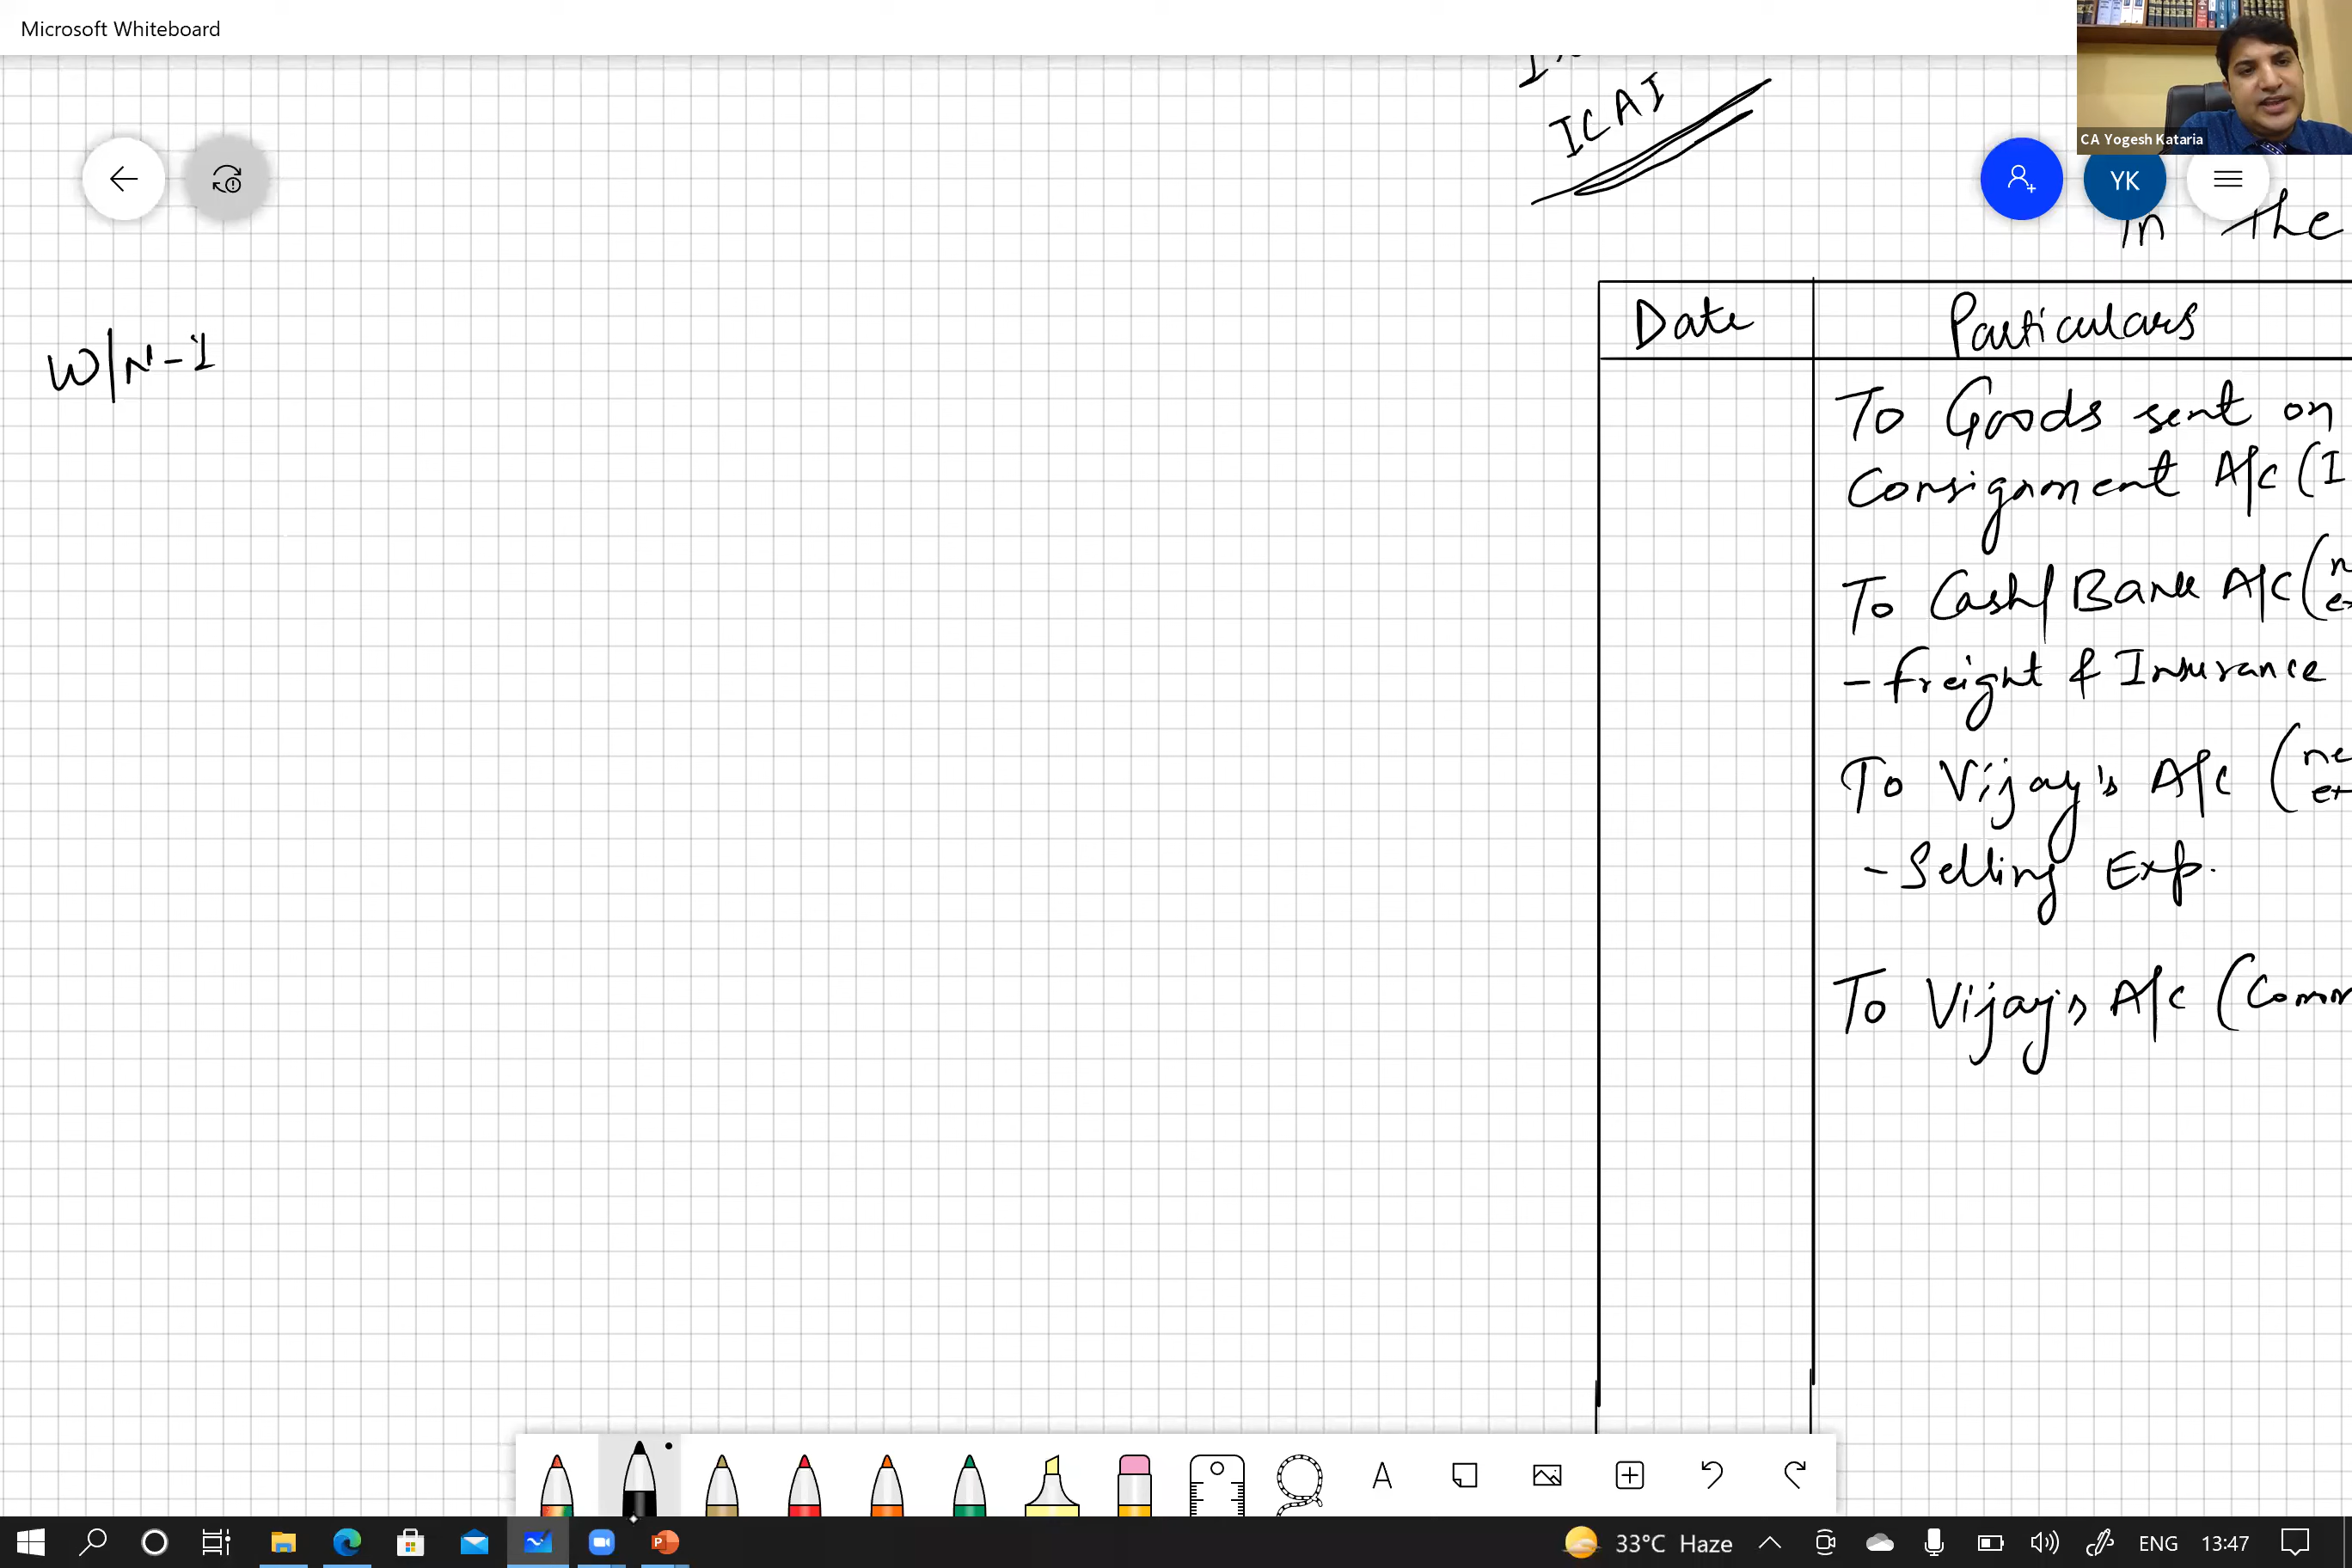 Microsoft Whiteboard
ICAI
CA Yogesh Kataria
YK
in the
W/N-1
Date Particulars
To Goods sent on
Consignment A/c (I
To Cash/Bank A/c (
- freight & Insurance
To Vijay's A/c (
- Selling Exp.
To Vijay's A/c (Comm
A
33°C Haze ENG 13:47